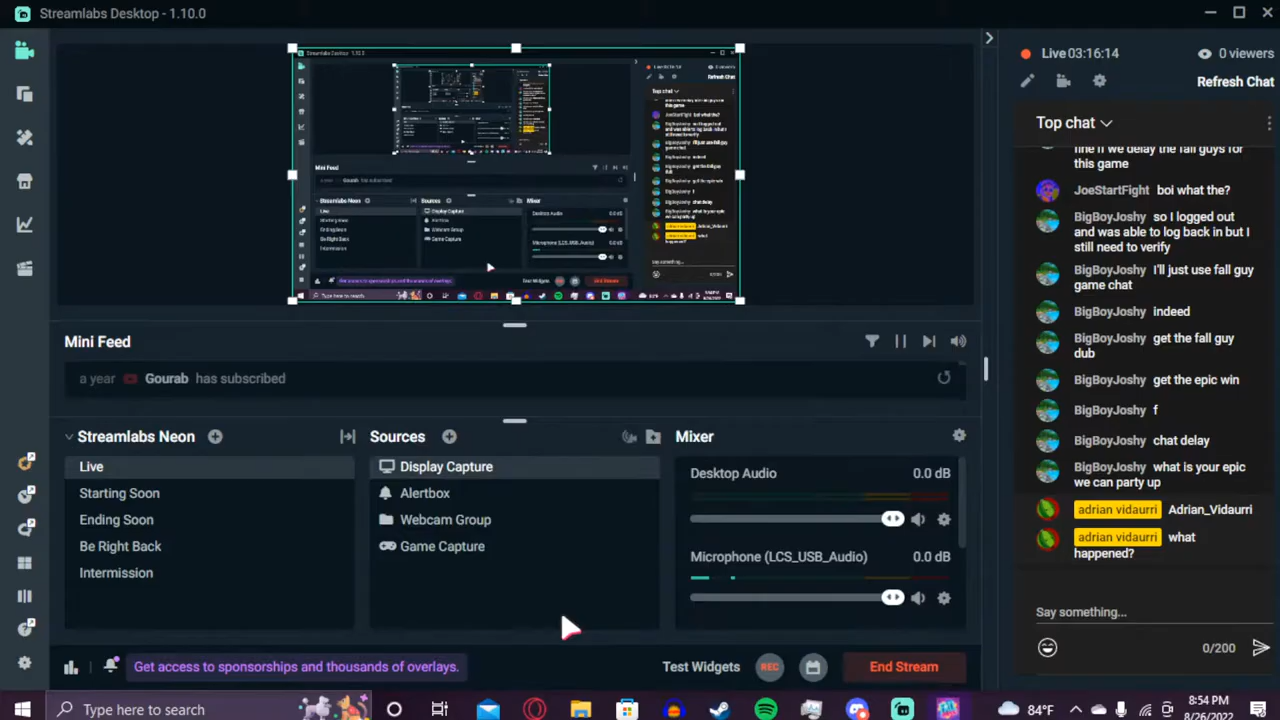 Streamlabs Desktop - 1.10.0
Live 03:16:14
0 viewers
Refresh Chat
Top chat
fine i'll delay the fall guys for
this game
JoeStartFight boi what the?
BigBoyJoshy so I logged out
and was able to log back in but I
still need to verify
BigBoyJoshy I'll just use fall guy
game chat
BigBoyJoshy indeed
BigBoyJoshy get the fall guy
dub
BigBoyJoshy get the epic win
BigBoyJoshy f
BigBoyJoshy chat delay
BigBoyJoshy what is your epic
we can party up
adrian vidaurri Adrian_Vidaurri
adrian vidaurri what
happened?
Say something...
0/200
Mini Feed
a year Gourab has subscribed
Streamlabs Neon
Live
Starting Soon
Ending Soon
Be Right Back
Intermission
Sources
Display Capture
Alertbox
Webcam Group
Game Capture
Mixer
Desktop Audio 0.0 dB
Microphone (LCS_USB_Audio) 0.0 dB
Get access to sponsorships and thousands of overlays.
Test Widgets
REC
End Stream
Type here to search
84°F
8:54 PM
8/26/2022